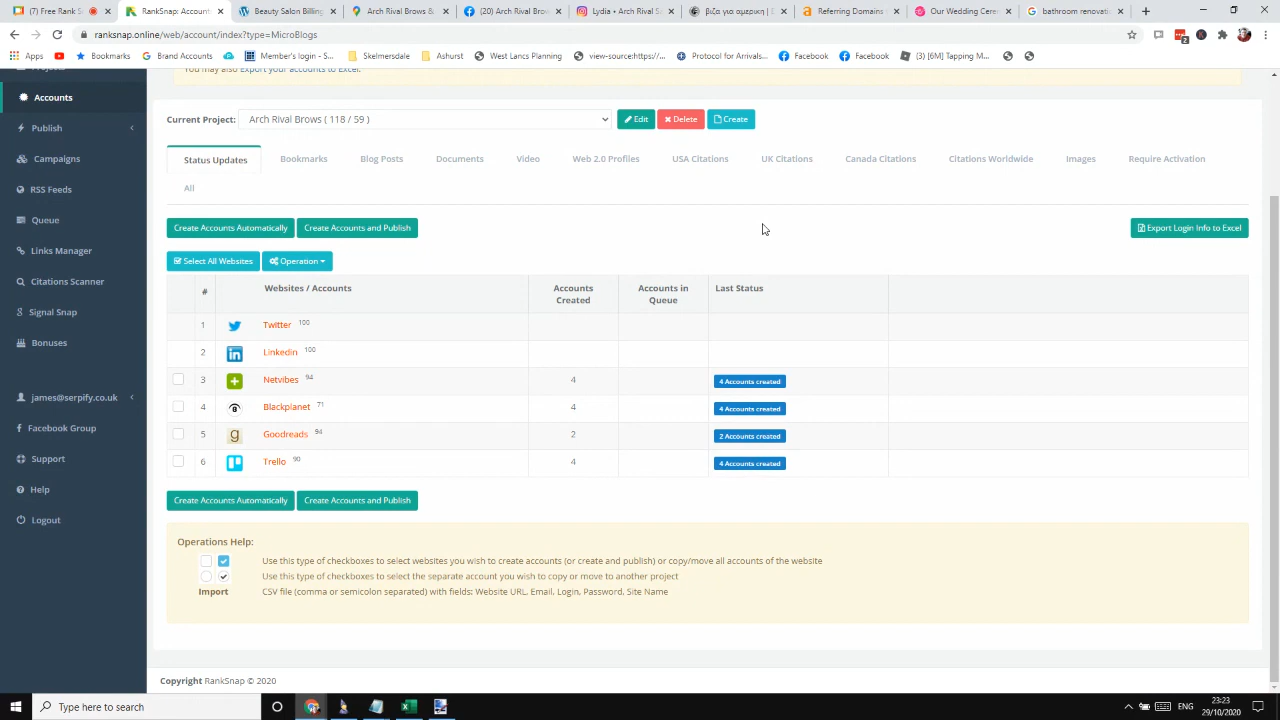 (7) Free Rank Sn
RankSnap: Account
Beauty Salon Billing
Arch Rival Brows &
(20) Arch Rival Brow
Lydia + Arch Rival S
βιζα για ομηρικη | Ε
Referring Domains
Our Wedding Cere
bathroom renovati
ranksnap.online/web/account/index?type=MicroBlogs
2
Apps
Bookmarks
Brand Accounts
Member's login - S...
Skelmersdale
Ashurst
West Lancs Planning
view-source:https:/...
Protocol for Arrivals...
Facebook
Facebook
(3) [6M] Tapping M...
You may also Export your accounts to Excel.
Projects
Accounts
Publish
Campaigns
RSS Feeds
Queue
Links Manager
Citations Scanner
Signal Snap
Bonuses
james@serpify.co.uk
Facebook Group
Support
Help
Logout
Current Project: Arch Rival Brows ( 118 / 59 ) Edit Delete Create
Status Updates Bookmarks Blog Posts Documents Video Web 2.0 Profiles USA Citations UK Citations Canada Citations Citations Worldwide Images Require Activation
All
Create Accounts Automatically Create Accounts and Publish Export Login Info to Excel
Select All Websites Operation
# Websites / Accounts Accounts Created Accounts in Queue Last Status
1 Twitter 100
2 Linkedin 100
3 Netvibes 94 4 4 Accounts created
4 Blackplanet 71 4 4 Accounts created
5 Goodreads 94 2 2 Accounts created
6 Trello 90 4 4 Accounts created
Create Accounts Automatically Create Accounts and Publish
Operations Help:
Use this type of checkboxes to select websites you wish to create accounts (or create and publish) or copy/move all accounts of the website
Use this type of checkboxes to select the separate account you wish to copy or move to another project
Import CSV file (comma or semicolon separated) with fields: Website URL, Email, Login, Password, Site Name
Copyright RankSnap © 2020
Type here to search
ENG
23:23
29/10/2020